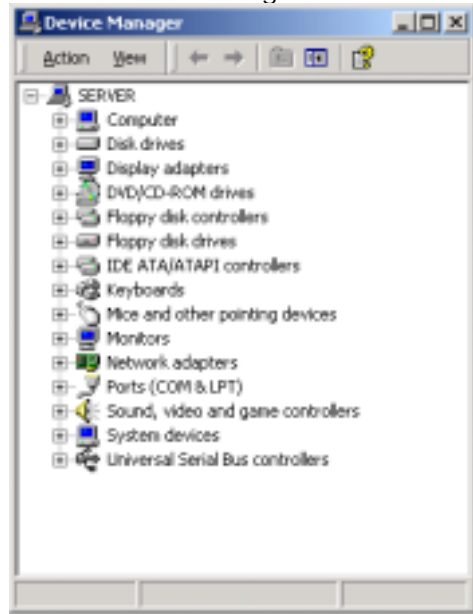 Device Manager
Action View
SERVER
Computer
Disk drives
Display adapters
DVD/CD-ROM drives
Floppy disk controllers
Floppy disk drives
IDE ATA/ATAPI controllers
Keyboards
Mice and other pointing devices
Monitors
Network adapters
Ports (COM & LPT)
Sound, video and game controllers
System devices
Universal Serial Bus controllers